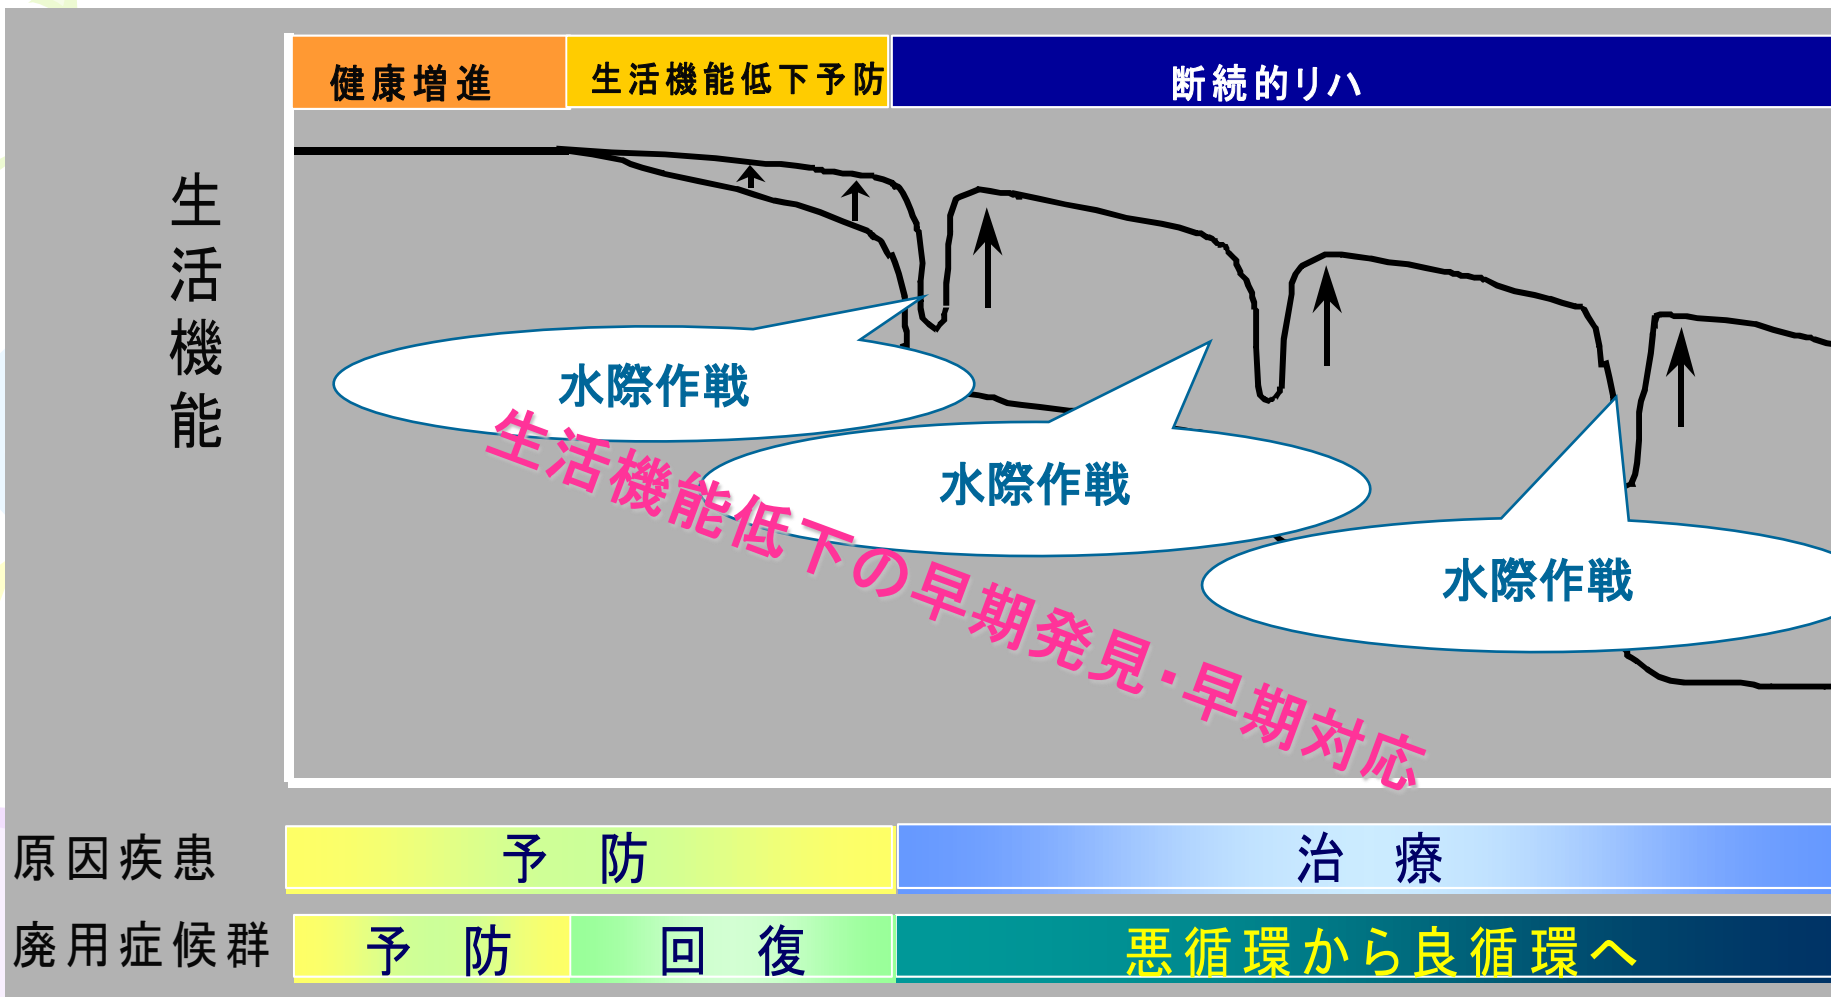 健康増進
生活機能低下予防
断続的リハ
生活機能
水際作戦
水際作戦
水際作戦
生活機能低下の早期発見・早期対応
原因疾患
予 防
治 療
廃用症候群
予 防
回 復
悪循環から良循環へ